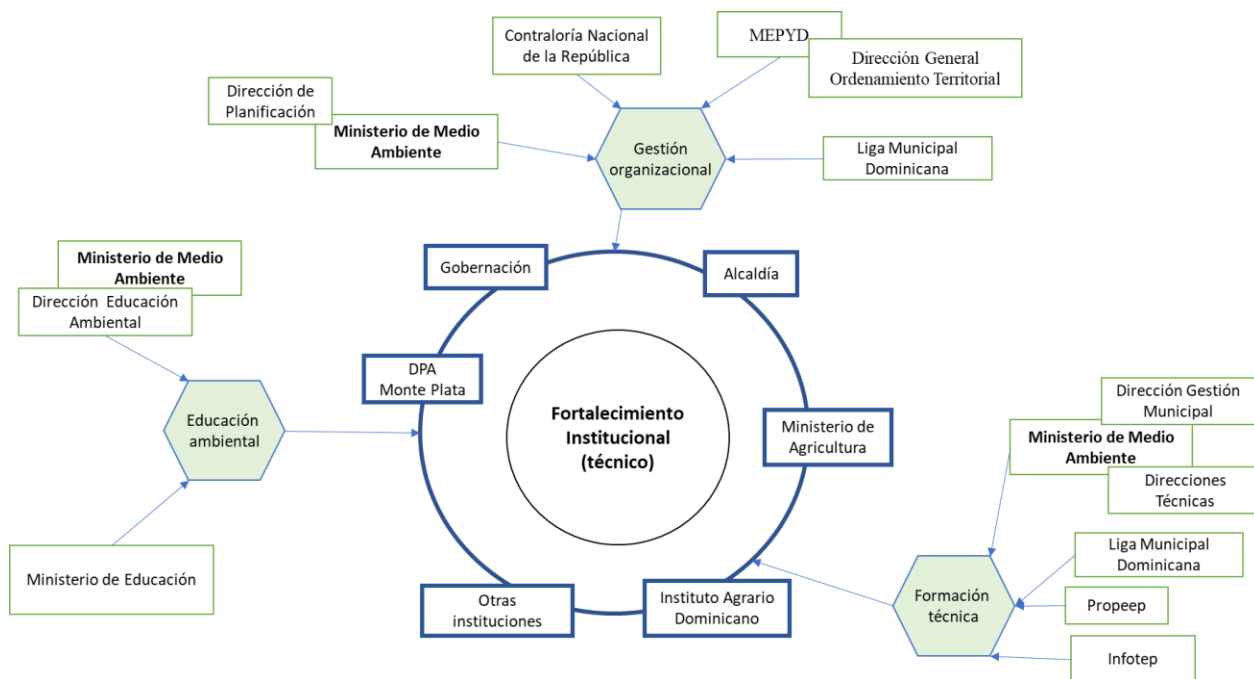 Contraloría Nacional
de la República
MEPYD
Dirección General
Ordenamiento Territorial
Dirección de
Planificación
Ministerio de Medio
Ambiente
Gestión
organizacional
Liga Municipal
Dominicana
Ministerio de Medio
Ambiente
Dirección Educación
Ambiental
Educación
ambiental
Ministerio de Educación
Gobernación
Alcaldía
DPA
Monte Plata
Fortalecimiento
Institucional
(técnico)
Ministerio de
Agricultura
Otras
instituciones
Instituto Agrario
Dominicano
Dirección Gestión
Municipal
Ministerio de Medio
Ambiente
Direcciones
Técnicas
Liga Municipal
Dominicana
Formación
técnica
Propeep
Infotep